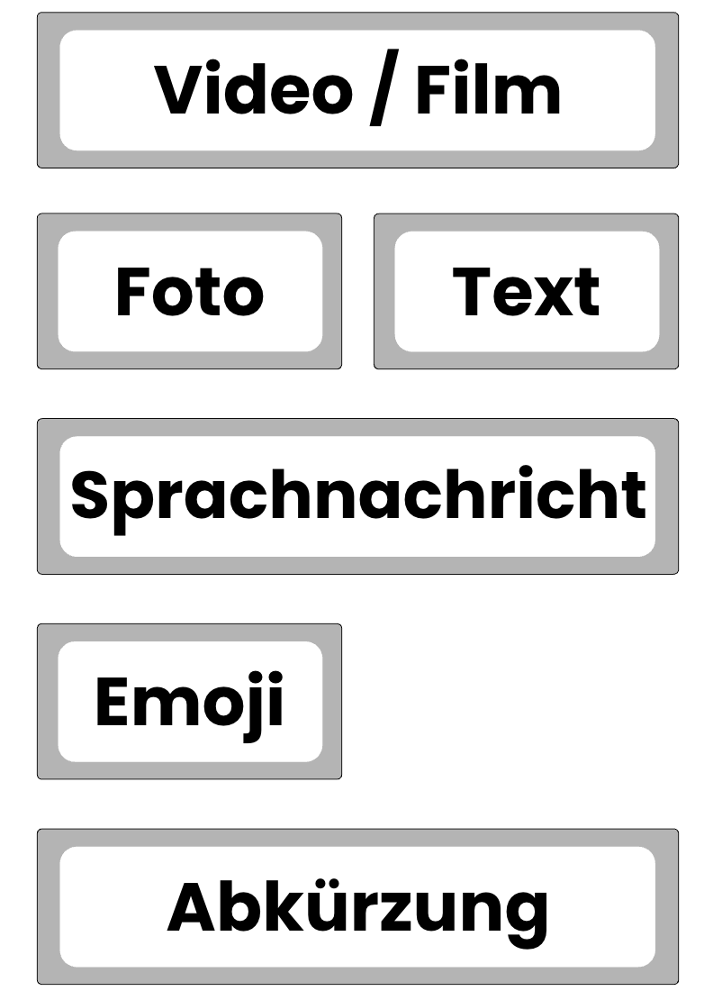 Video / Film
Foto
Text
Sprachnachricht
Emoji
Abkürzung